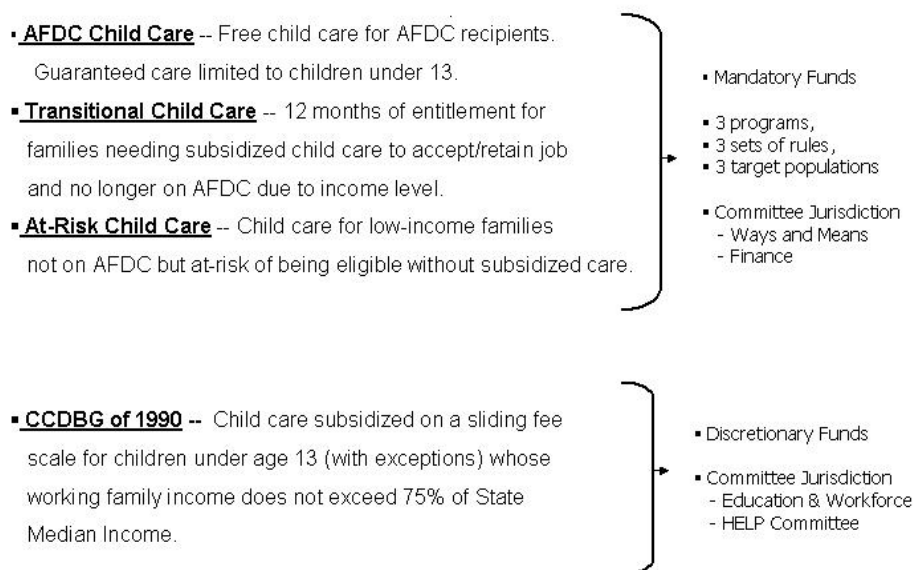 ▪ AFDC Child Care -- Free child care for AFDC recipients.
Guaranteed care limited to children under 13.
▪ Transitional Child Care -- 12 months of entitlement for
families needing subsidized child care to accept/retain job
and no longer on AFDC due to income level.
▪ At-Risk Child Care -- Child care for low-income families
not on AFDC but at-risk of being eligible without subsidized care.
▪ Mandatory Funds
▪ 3 programs,
▪ 3 sets of rules,
▪ 3 target populations
▪ Committee Jurisdiction
- Ways and Means
- Finance
▪ CCDBG of 1990 -- Child care subsidized on a sliding fee
scale for children under age 13 (with exceptions) whose
working family income does not exceed 75% of State
Median Income.
▪ Discretionary Funds
▪ Committee Jurisdiction
- Education & Workforce
- HELP Committee